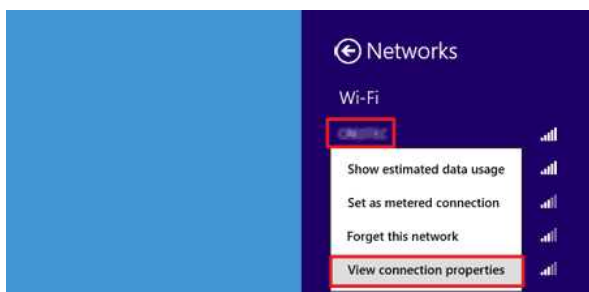 Networks
Wi-Fi
Show estimated data usage
Set as metered connection
Forget this network
View connection properties